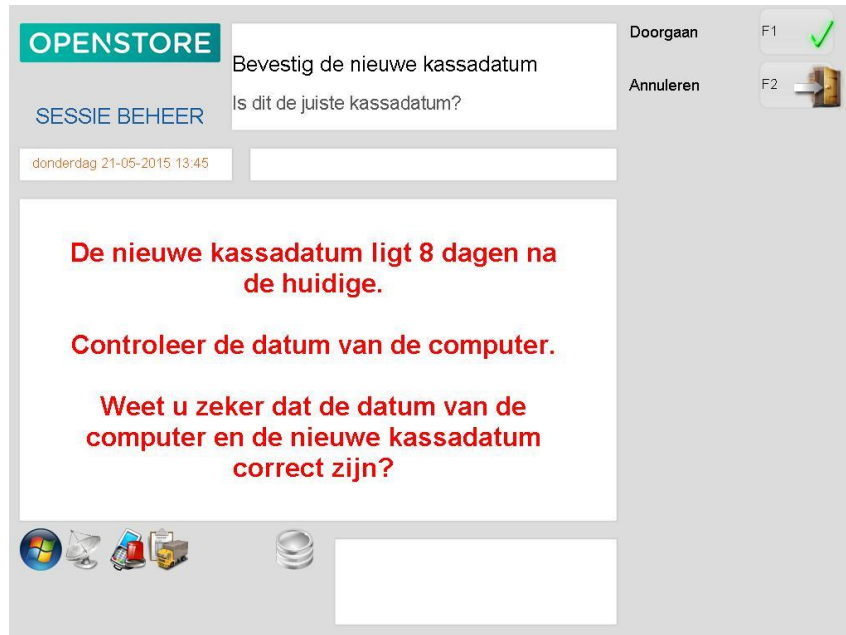 OPENSTORE
SESSIE BEHEER
Bevestig de nieuwe kassadatum
Is dit de juiste kassadatum?
Doorgaan
F1
Annuleren
F2
donderdag 21-05-2015 13:45
De nieuwe kassadatum ligt 8 dagen na
de huidige.
Controleer de datum van de computer.
Weet u zeker dat de datum van de
computer en de nieuwe kassadatum
correct zijn?